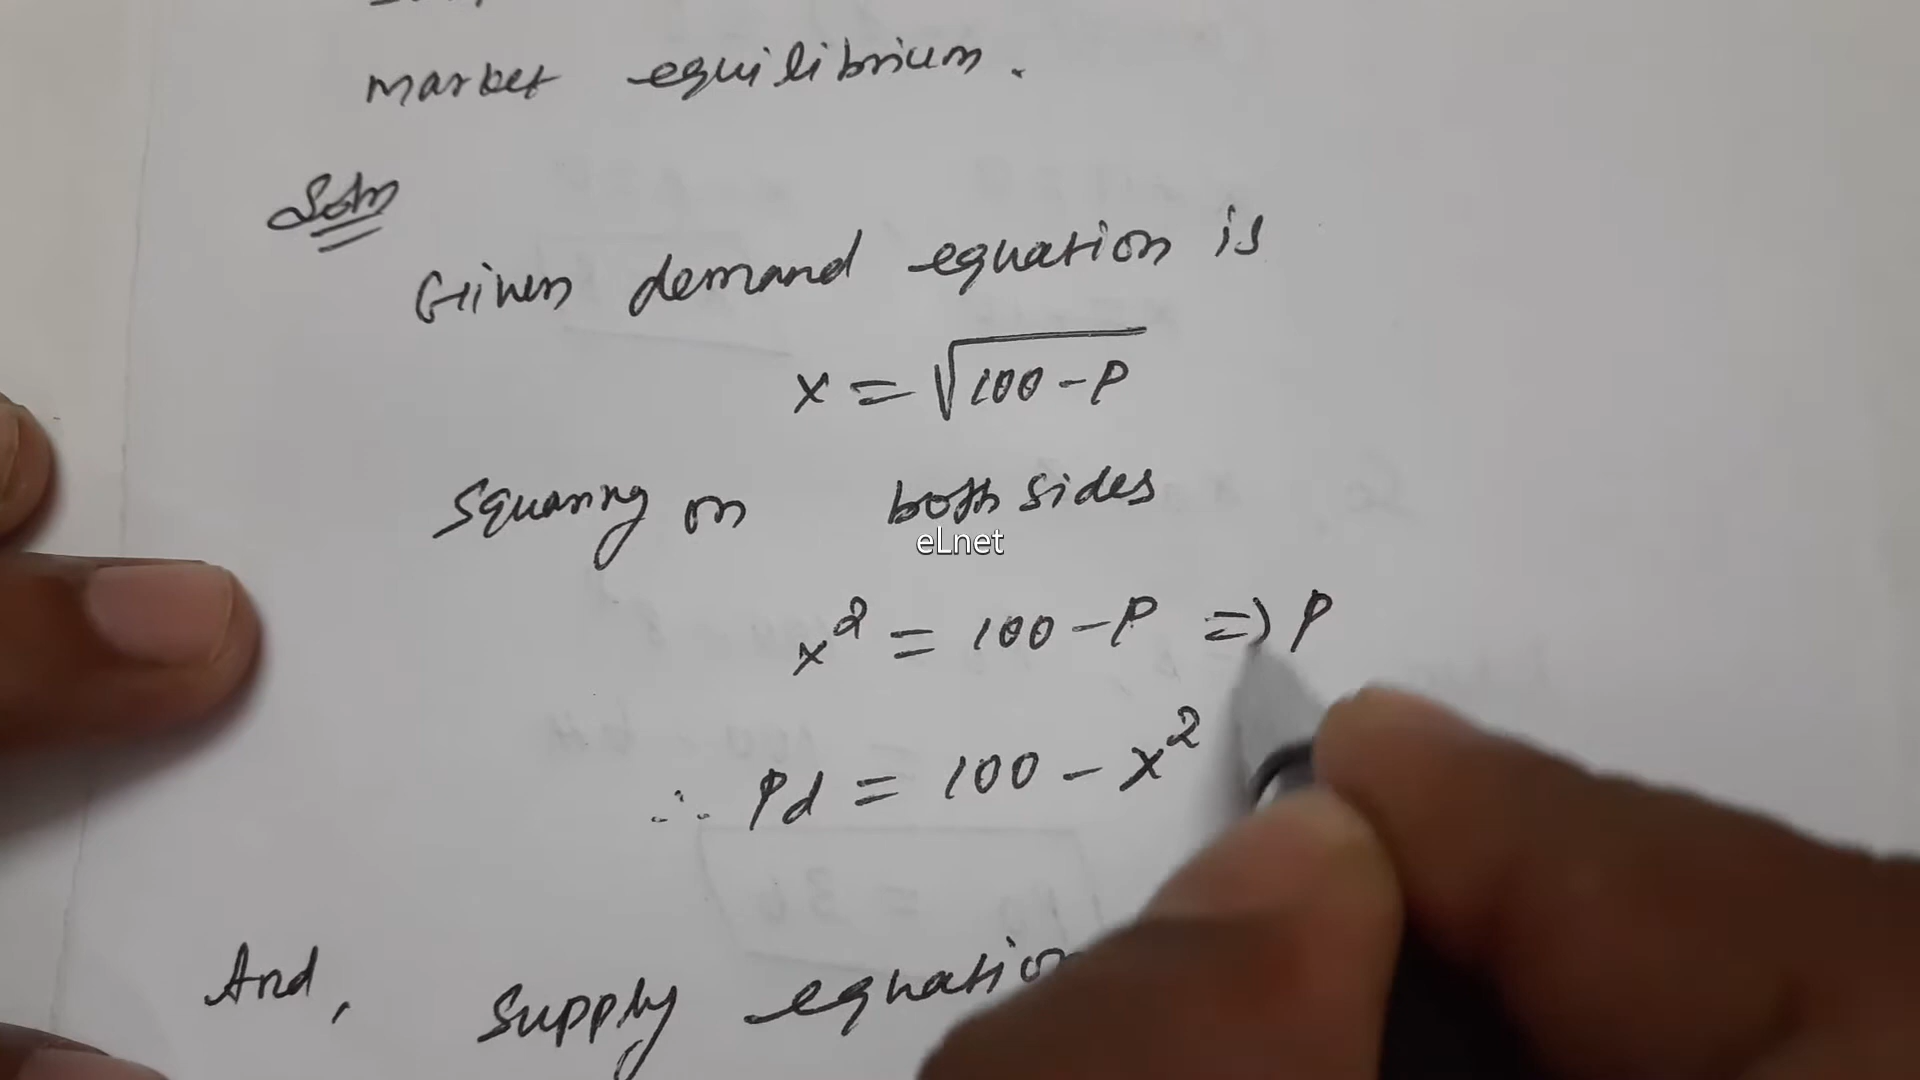 market equilibrium.
Soln
Given demand equation is
x = √100 - P
Squaring on both sides
eLnet
x² = 100 - P ⇒ P
∴ Pd = 100 - x²
And, Supply equation